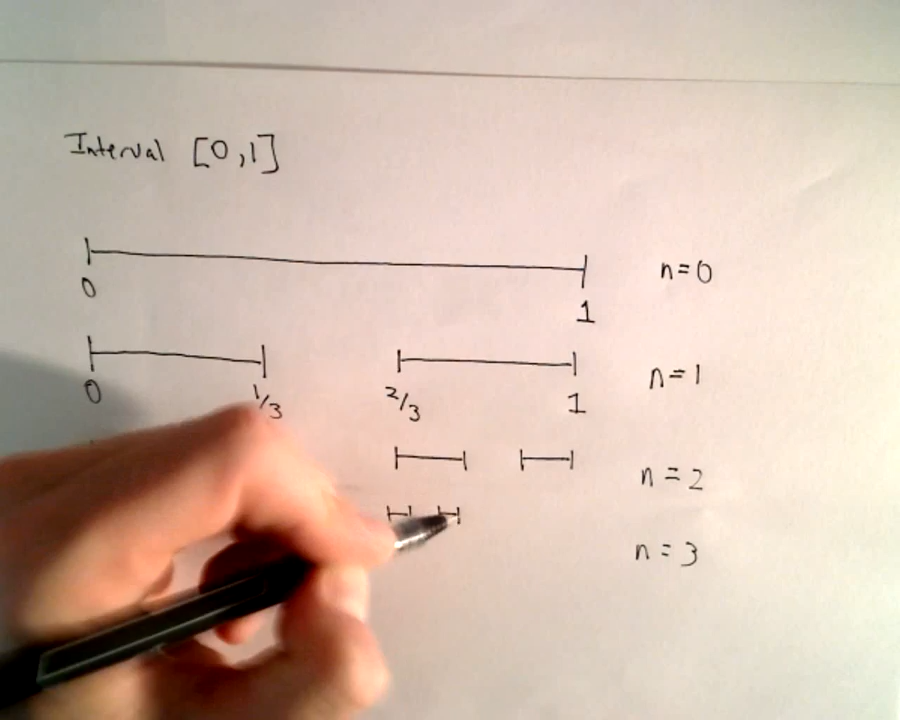 Interval [0,1]
n=0
0 1
n=1
0 1/3 2/3 1
n=2
n=3